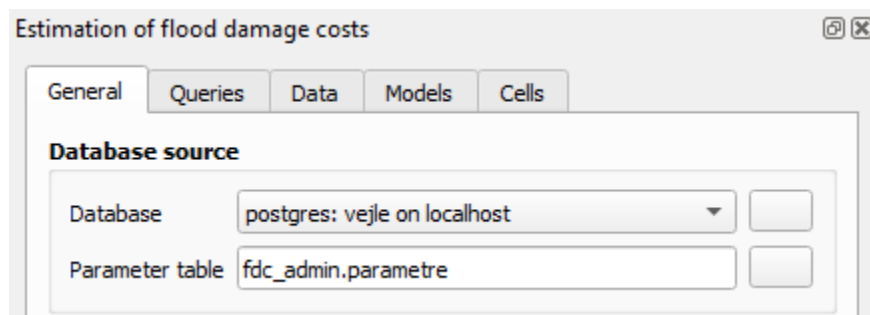 Estimation of flood damage costs
General Queries Data Models Cells
Database source
Database postgres: vejle on localhost
Parameter table fdc_admin.parametre